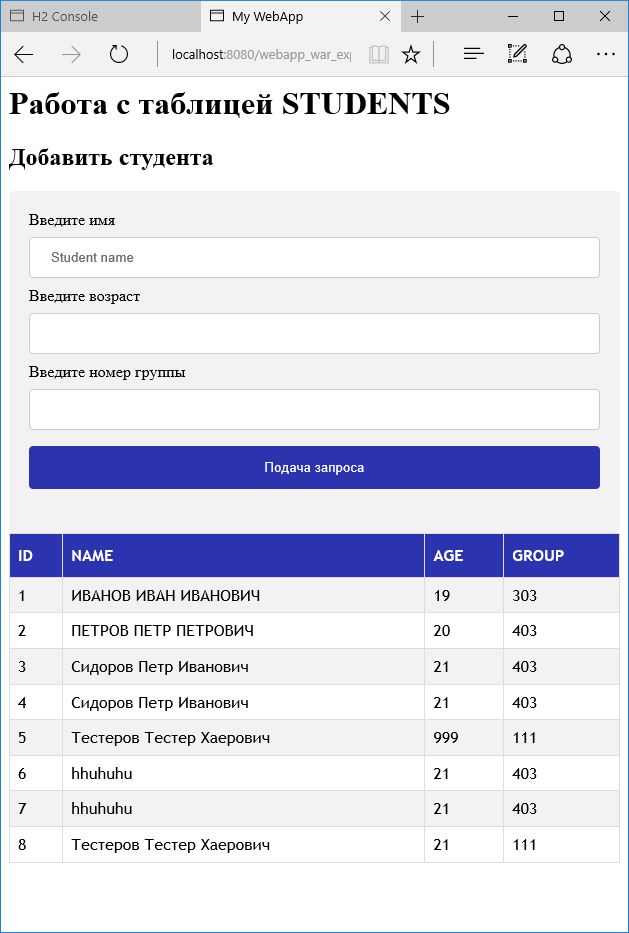 H2 Console
My WebApp
localhost:8080/webapp_war_exp
Работа с таблицей STUDENTS
Добавить студента
Введите имя
Student name
Введите возраст
Введите номер группы
Подача запроса
ID NAME AGE GROUP
1 ИВАНОВ ИВАН ИВАНОВИЧ 19 303
2 ПЕТРОВ ПЕТР ПЕТРОВИЧ 20 403
3 Сидоров Петр Иванович 21 403
4 Сидоров Петр Иванович 21 403
5 Тестеров Тестер Хаерович 999 111
6 hhuhuhu 21 403
7 hhuhuhu 21 403
8 Тестеров Тестер Хаерович 21 111